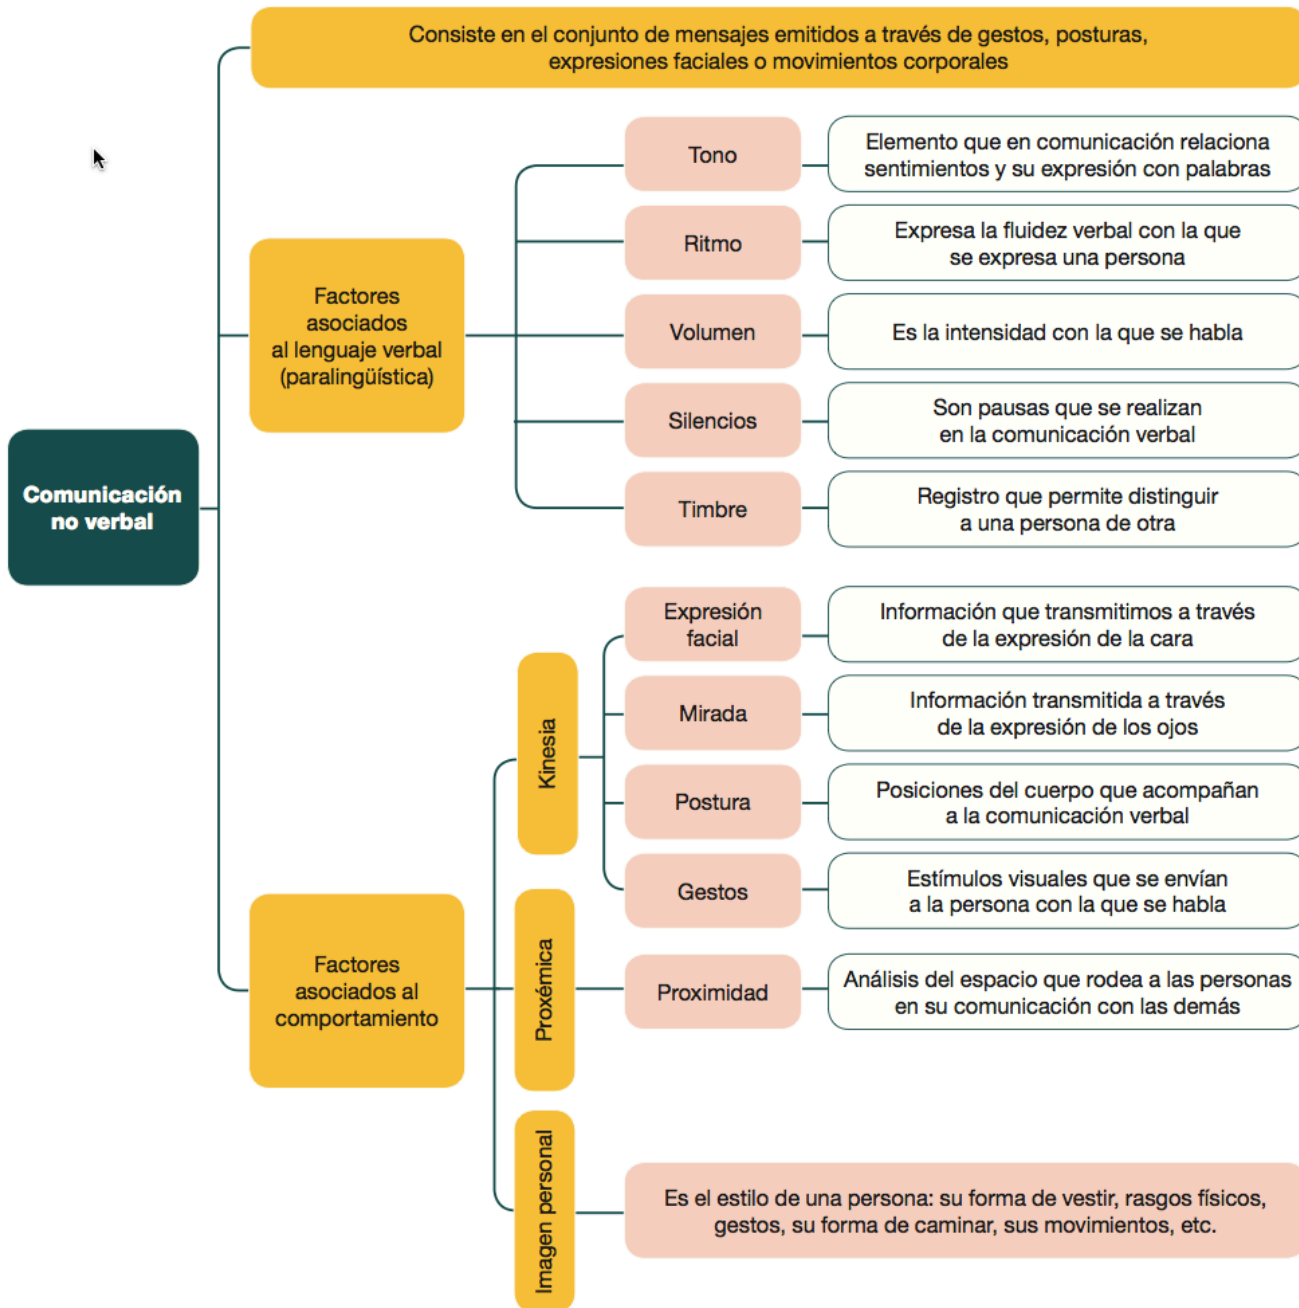 Consiste en el conjunto de mensajes emitidos a través de gestos, posturas,
expresiones faciales o movimientos corporales
Comunicación
no verbal
Factores
asociados
al lenguaje verbal
(paralingüística)
Tono
Elemento que en comunicación relaciona
sentimientos y su expresión con palabras
Ritmo
Expresa la fluidez verbal con la que
se expresa una persona
Volumen
Es la intensidad con la que se habla
Silencios
Son pausas que se realizan
en la comunicación verbal
Timbre
Registro que permite distinguir
a una persona de otra
Factores
asociados al
comportamiento
Kinesia
Expresión
facial
Información que transmitimos a través
de la expresión de la cara
Mirada
Información transmitida a través
de la expresión de los ojos
Postura
Posiciones del cuerpo que acompañan
a la comunicación verbal
Gestos
Estímulos visuales que se envían
a la persona con la que se habla
Proxémica
Proximidad
Análisis del espacio que rodea a las personas
en su comunicación con las demás
Imagen personal
Es el estilo de una persona: su forma de vestir, rasgos físicos,
gestos, su forma de caminar, sus movimientos, etc.